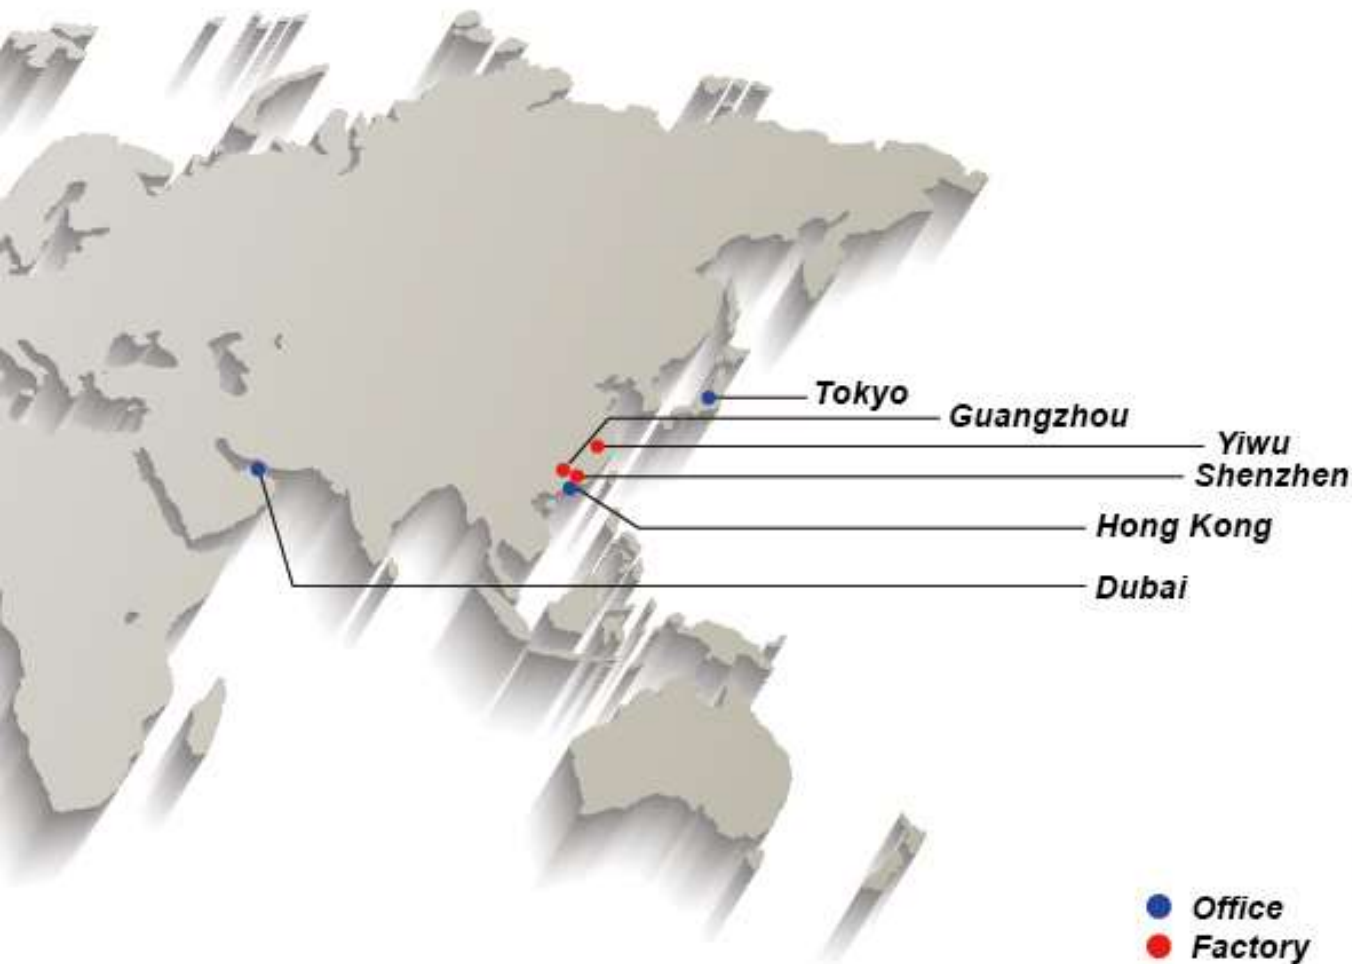 Tokyo
Guangzhou
Yiwu
Shenzhen
Hong Kong
Dubai
Office
Factory